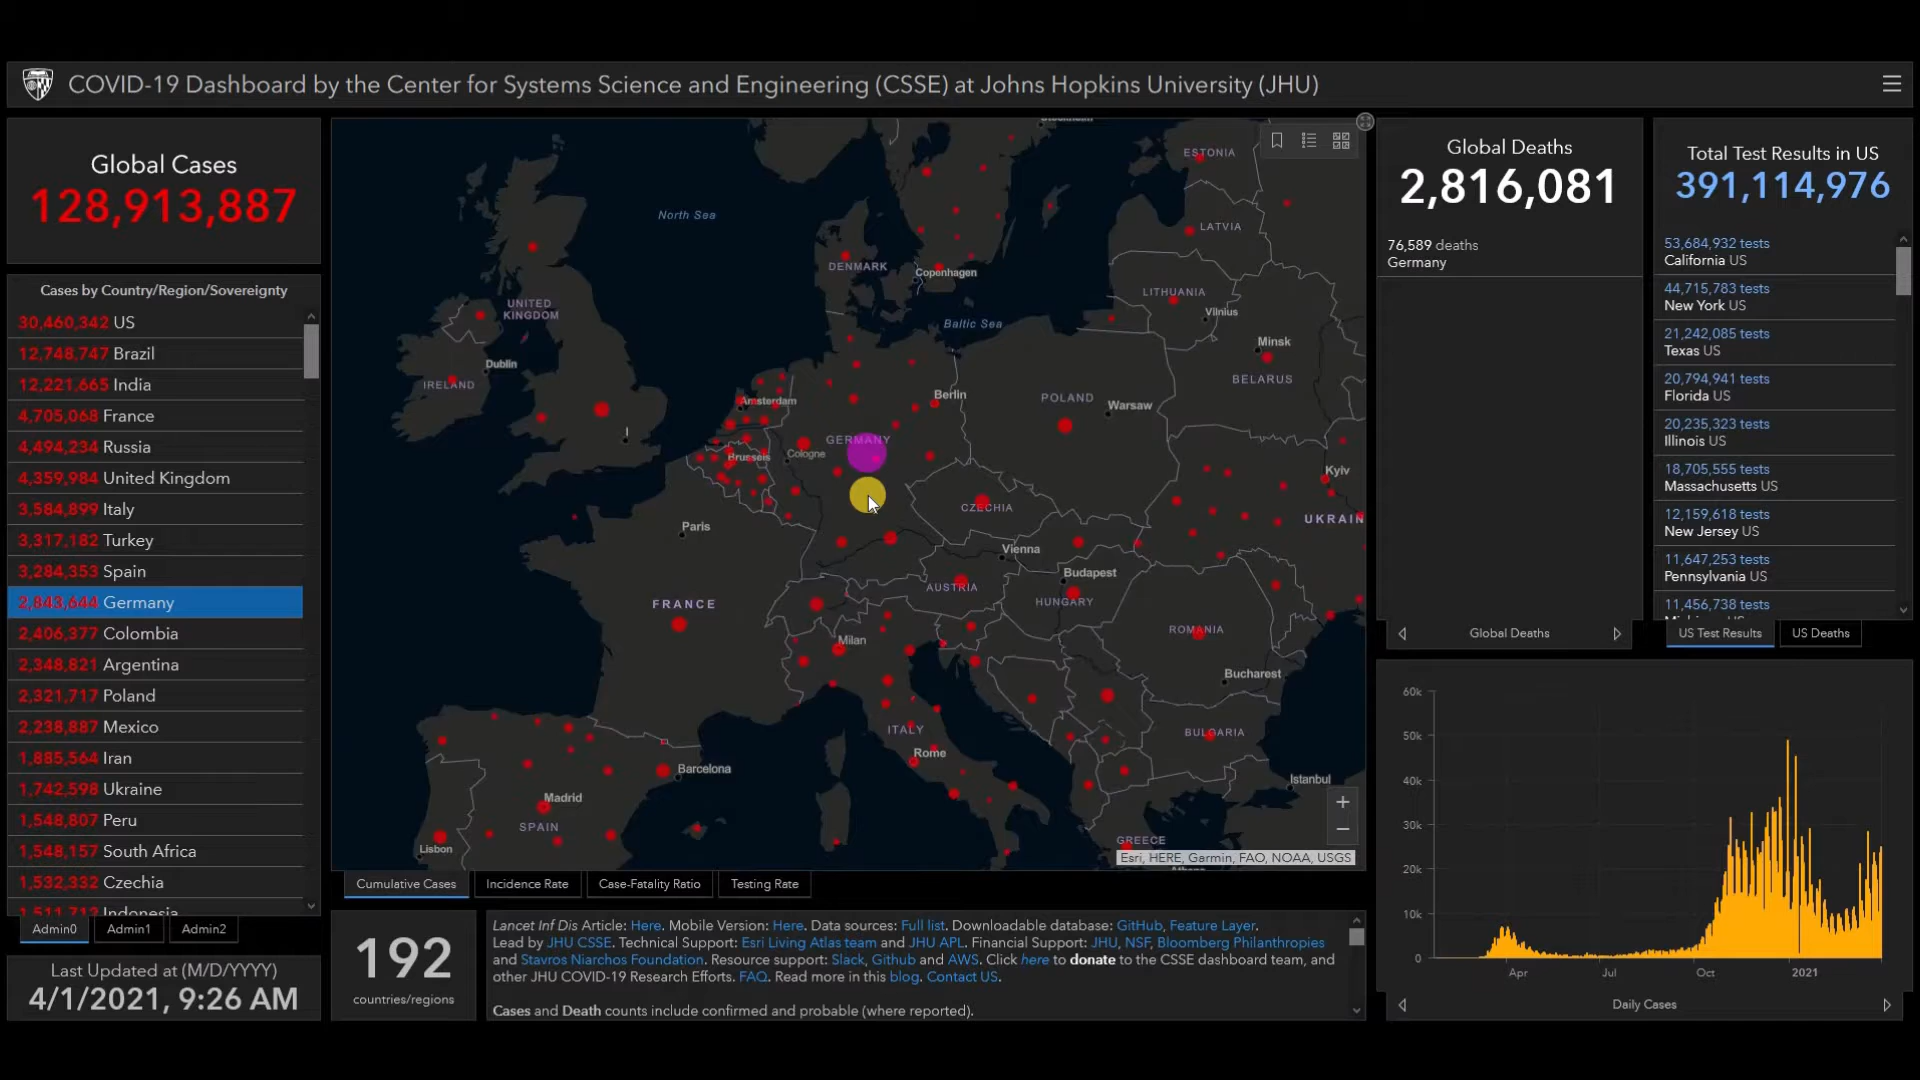 COVID-19 Dashboard by the Center for Systems Science and Engineering (CSSE) at Johns Hopkins University (JHU)
Global Cases
128,913,887
Cases by Country/Region/Sovereignty
30,460,342 US
12,748,747 Brazil
12,221,665 India
4,705,068 France
4,494,234 Russia
4,359,984 United Kingdom
3,584,899 Italy
3,317,182 Turkey
3,284,353 Spain
2,843,644 Germany
2,406,377 Colombia
2,348,821 Argentina
2,321,717 Poland
2,238,887 Mexico
1,885,564 Iran
1,742,598 Ukraine
1,548,807 Peru
1,548,157 South Africa
1,532,332 Czechia
1,511,712 Indonesia
Admin0
Admin1
Admin2
Last Updated at (M/D/YYYY)
4/1/2021, 9:26 AM
ESTONIA
North Sea
LATVIA
DENMARK
Copenhagen
LITHUANIA
UNITED
KINGDOM
Vilnius
Baltic Sea
Minsk
Dublin
IRELAND
BELARUS
Berlin
POLAND
Amsterdam
Warsaw
GERMANY
Brussels
Cologne
Kyiv
CZECHIA
UKRAIN
Paris
Vienna
Budapest
AUSTRIA
FRANCE
HUNGARY
ROMANIA
Milan
Bucharest
ITALY
BULGARIA
Rome
Barcelona
Istanbul
Madrid
SPAIN
Lisbon
GREECE
Esri, HERE, Garmin, FAO, NOAA, USGS
Cumulative Cases
Incidence Rate
Case-Fatality Ratio
Testing Rate
192
countries/regions
Lancet Inf Dis Article: Here. Mobile Version: Here. Data sources: Full list. Downloadable database: GitHub, Feature Layer.
Lead by JHU CSSE. Technical Support: Esri Living Atlas team and JHU APL. Financial Support: JHU, NSF, Bloomberg Philanthropies
and Stavros Niarchos Foundation. Resource support: Slack, Github and AWS. Click here to donate to the CSSE dashboard team, and
other JHU COVID-19 Research Efforts. FAQ. Read more in this blog. Contact US.
Cases and Death counts include confirmed and probable (where reported).
Global Deaths
2,816,081
76,589 deaths
Germany
Global Deaths
Total Test Results in US
391,114,976
53,684,932 tests
California US
44,715,783 tests
New York US
21,242,085 tests
Texas US
20,794,941 tests
Florida US
20,235,323 tests
Illinois US
18,705,555 tests
Massachusetts US
12,159,618 tests
New Jersey US
11,647,253 tests
Pennsylvania US
11,456,738 tests
US Test Results
US Deaths
60k
50k
40k
30k
20k
10k
0
Apr
Jul
Oct
2021
Daily Cases